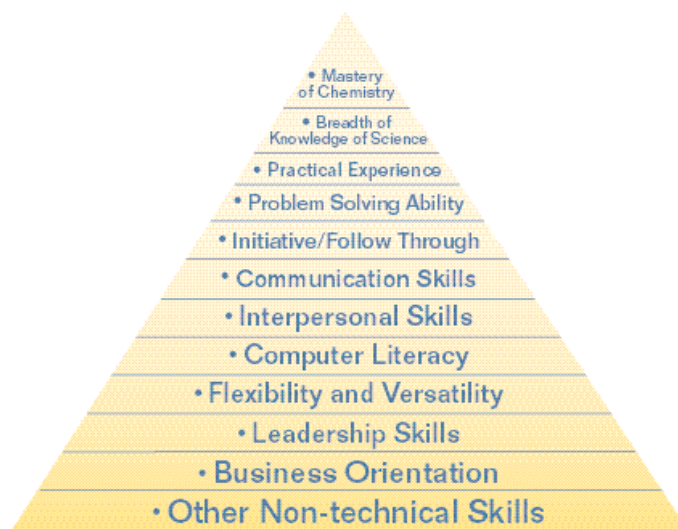 • Mastery
of Chemistry
• Breadth of
Knowledge of Science
• Practical Experience
• Problem Solving Ability
• Initiative/Follow Through
• Communication Skills
• Interpersonal Skills
• Computer Literacy
• Flexibility and Versatility
• Leadership Skills
• Business Orientation
• Other Non-technical Skills